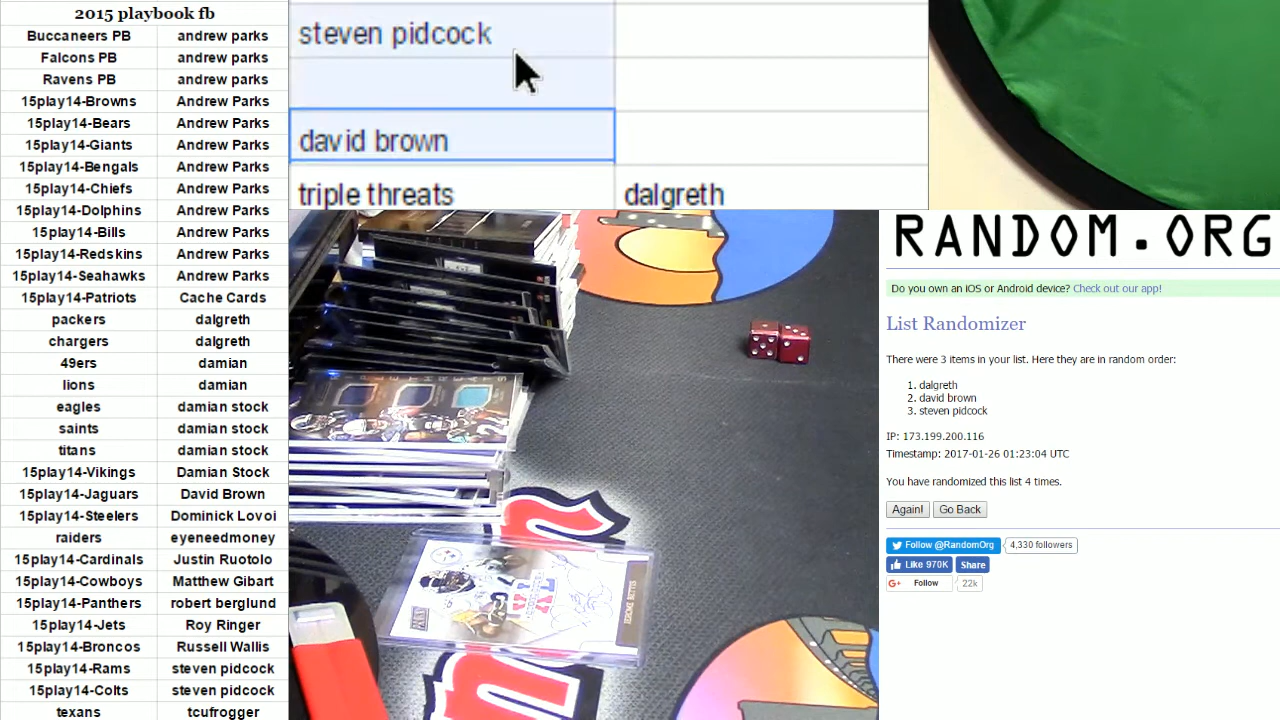 2015 playbook fb
Buccaneers PB andrew parks
Falcons PB andrew parks
Ravens PB andrew parks
15play14-Browns Andrew Parks
15play14-Bears Andrew Parks
15play14-Giants Andrew Parks
15play14-Bengals Andrew Parks
15play14-Chiefs Andrew Parks
15play14-Dolphins Andrew Parks
15play14-Bills Andrew Parks
15play14-Redskins Andrew Parks
15play14-Seahawks Andrew Parks
15play14-Patriots Cache Cards
packers dalgreth
chargers dalgreth
49ers damian
lions damian
eagles damian stock
saints damian stock
titans damian stock
15play14-Vikings Damian Stock
15play14-Jaguars David Brown
15play14-Steelers Dominick Lovoi
raiders eyeneedmoney
15play14-Cardinals Justin Ruotolo
15play14-Cowboys Matthew Gibart
15play14-Panthers robert berglund
15play14-Jets Roy Ringer
15play14-Broncos Russell Wallis
15play14-Rams steven pidcock
15play14-Colts steven pidcock
texans tcufrogger
steven pidcock
david brown
triple threats dalgreth
JEROME BETTIS
RANDOM.ORG
Do you own an iOS or Android device? Check out our app!
List Randomizer
There were 3 items in your list. Here they are in random order:
1. dalgreth
2. david brown
3. steven pidcock
IP: 173.199.200.116
Timestamp: 2017-01-26 01:23:04 UTC
You have randomized this list 4 times.
Again! Go Back
Follow @RandomOrg 4,330 followers
Like 970K Share
G+ Follow 22k